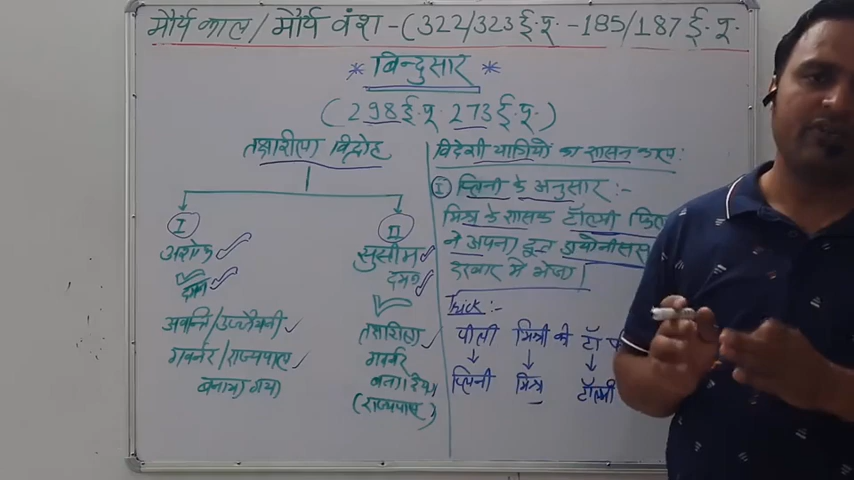 मौर्य काल / मौर्य वंश - (322/323 ई.पू. - 185/187 ई.पू.
* बिन्दुसार *
(298 ई.पू. 273 ई.पू.)
तक्षशिला विद्रोह
I
अशोक
दमन
अवन्ति/उज्जैयनी
गवर्नर/राज्यपाल
बनाया गया
II
सुसीम
दमन
तक्षशिला
गवर्नर
बना दिया
(राज्यपाल)
विदेशी यात्रियों का शासन काल:
I प्लिनी के अनुसार :-
मिस्र के शासक टॉल्मी फिल
ने अपना दूत डायोनीसस
दरबार में भेजा
Trick:-
पीली मिश्री को टॉ
↓ ↓ ↓
प्लिनी मिस्र टॉल्मी